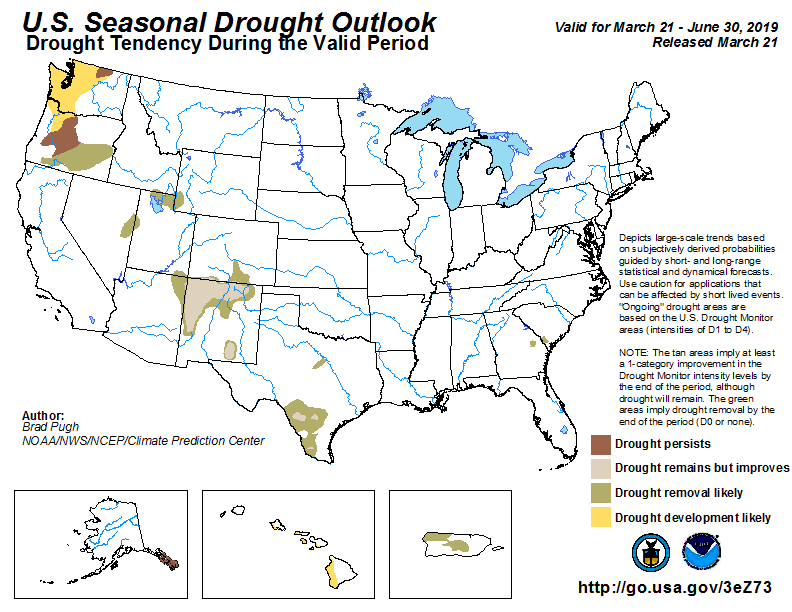 U.S. Seasonal Drought Outlook
Drought Tendency During the Valid Period
Valid for March 21 - June 30, 2019
Released March 21
Depicts large-scale trends based
on subjectively derived probabilities
guided by short- and long-range
statistical and dynamical forecasts.
Use caution for applications that
can be affected by short lived events.
"Ongoing" drought areas are
based on the U.S. Drought Monitor
areas (intensities of D1 to D4).
NOTE: The tan areas imply at least
a 1-category improvement in the
Drought Monitor intensity levels by
the end of the period, although
drought will remain. The green
areas imply drought removal by the
end of the period (D0 or none).
Author:
Brad Pugh
NOAA/NWS/NCEP/Climate Prediction Center
Drought persists
Drought remains but improves
Drought removal likely
Drought development likely
http://go.usa.gov/3eZ73